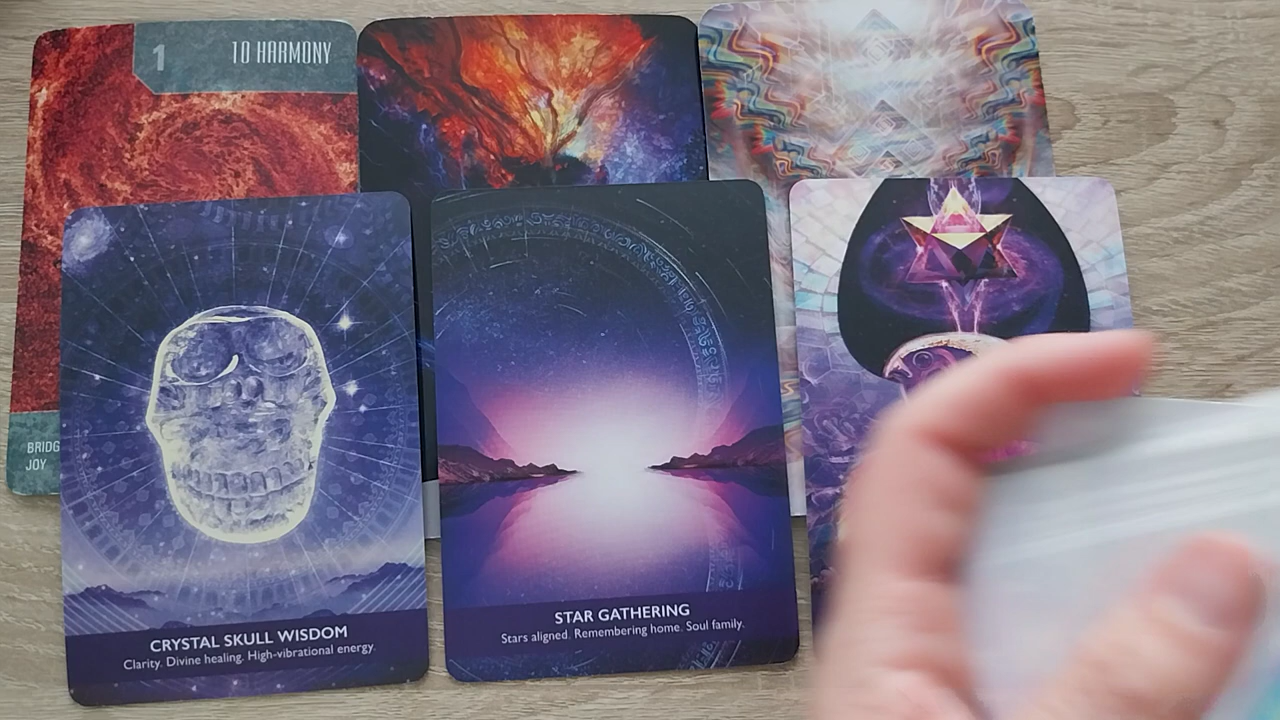 1 10 HARMONY
BRIDG
JOY
CRYSTAL SKULL WISDOM
Clarity. Divine healing. High-vibrational energy.
STAR GATHERING
Stars aligned. Remembering home. Soul family.